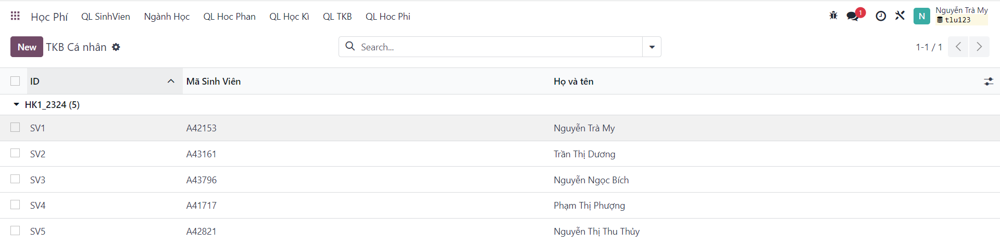 Học Phí QL SinhVien Ngành Học QL Hoc Phan QL Học Kì QL TKB QL Hoc Phi 1 N Nguyễn Trà My
tlu123
New TKB Cá nhân Search... 1-1 / 1
ID Mã Sinh Viên Họ và tên
HK1_2324 (5)
SV1 A42153 Nguyễn Trà My
SV2 A43161 Trần Thị Dương
SV3 A43796 Nguyễn Ngọc Bích
SV4 A41717 Phạm Thị Phượng
SV5 A42821 Nguyễn Thị Thu Thủy